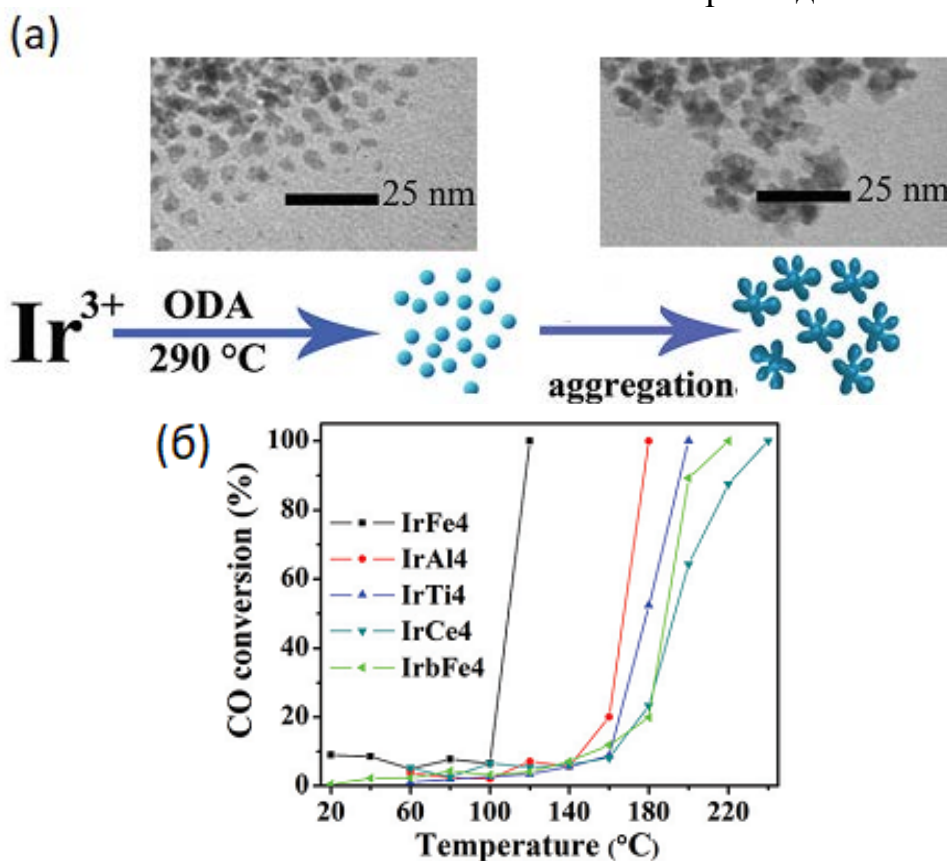 (a)
25 nm
25 nm
Ir³⁺
ODA
290 °C
aggregation
(б)
CO conversion (%)
100
80
60
40
20
0
IrFe4
IrAl4
IrTi4
IrCe4
IrbFe4
20 60 100 140 180 220
Temperature (°C)